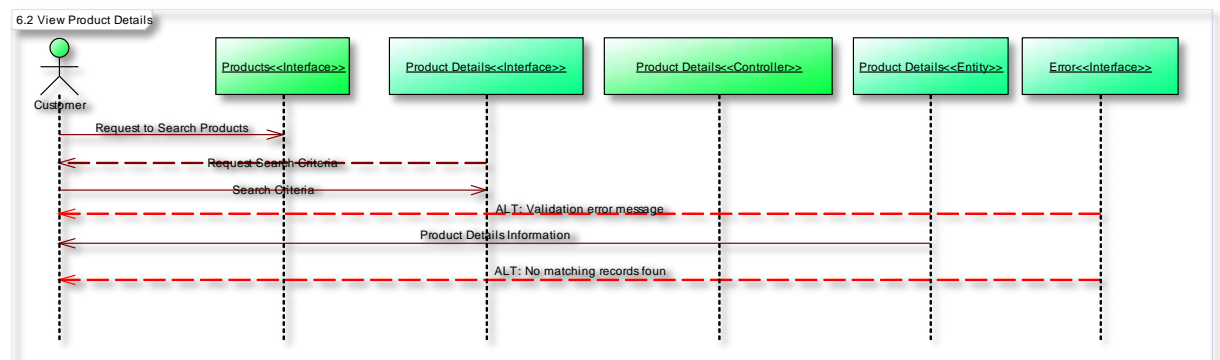 6.2 View Product Details
Products<<Interface>>
Product Details<<Interface>>
Product Details<<Controller>>
Product Details<<Entity>>
Error<<Interface>>
Customer
Request to Search Products
Request Search Criteria
Search Criteria
ALT: Validation error message
Product Details Information
ALT: No matching records foun